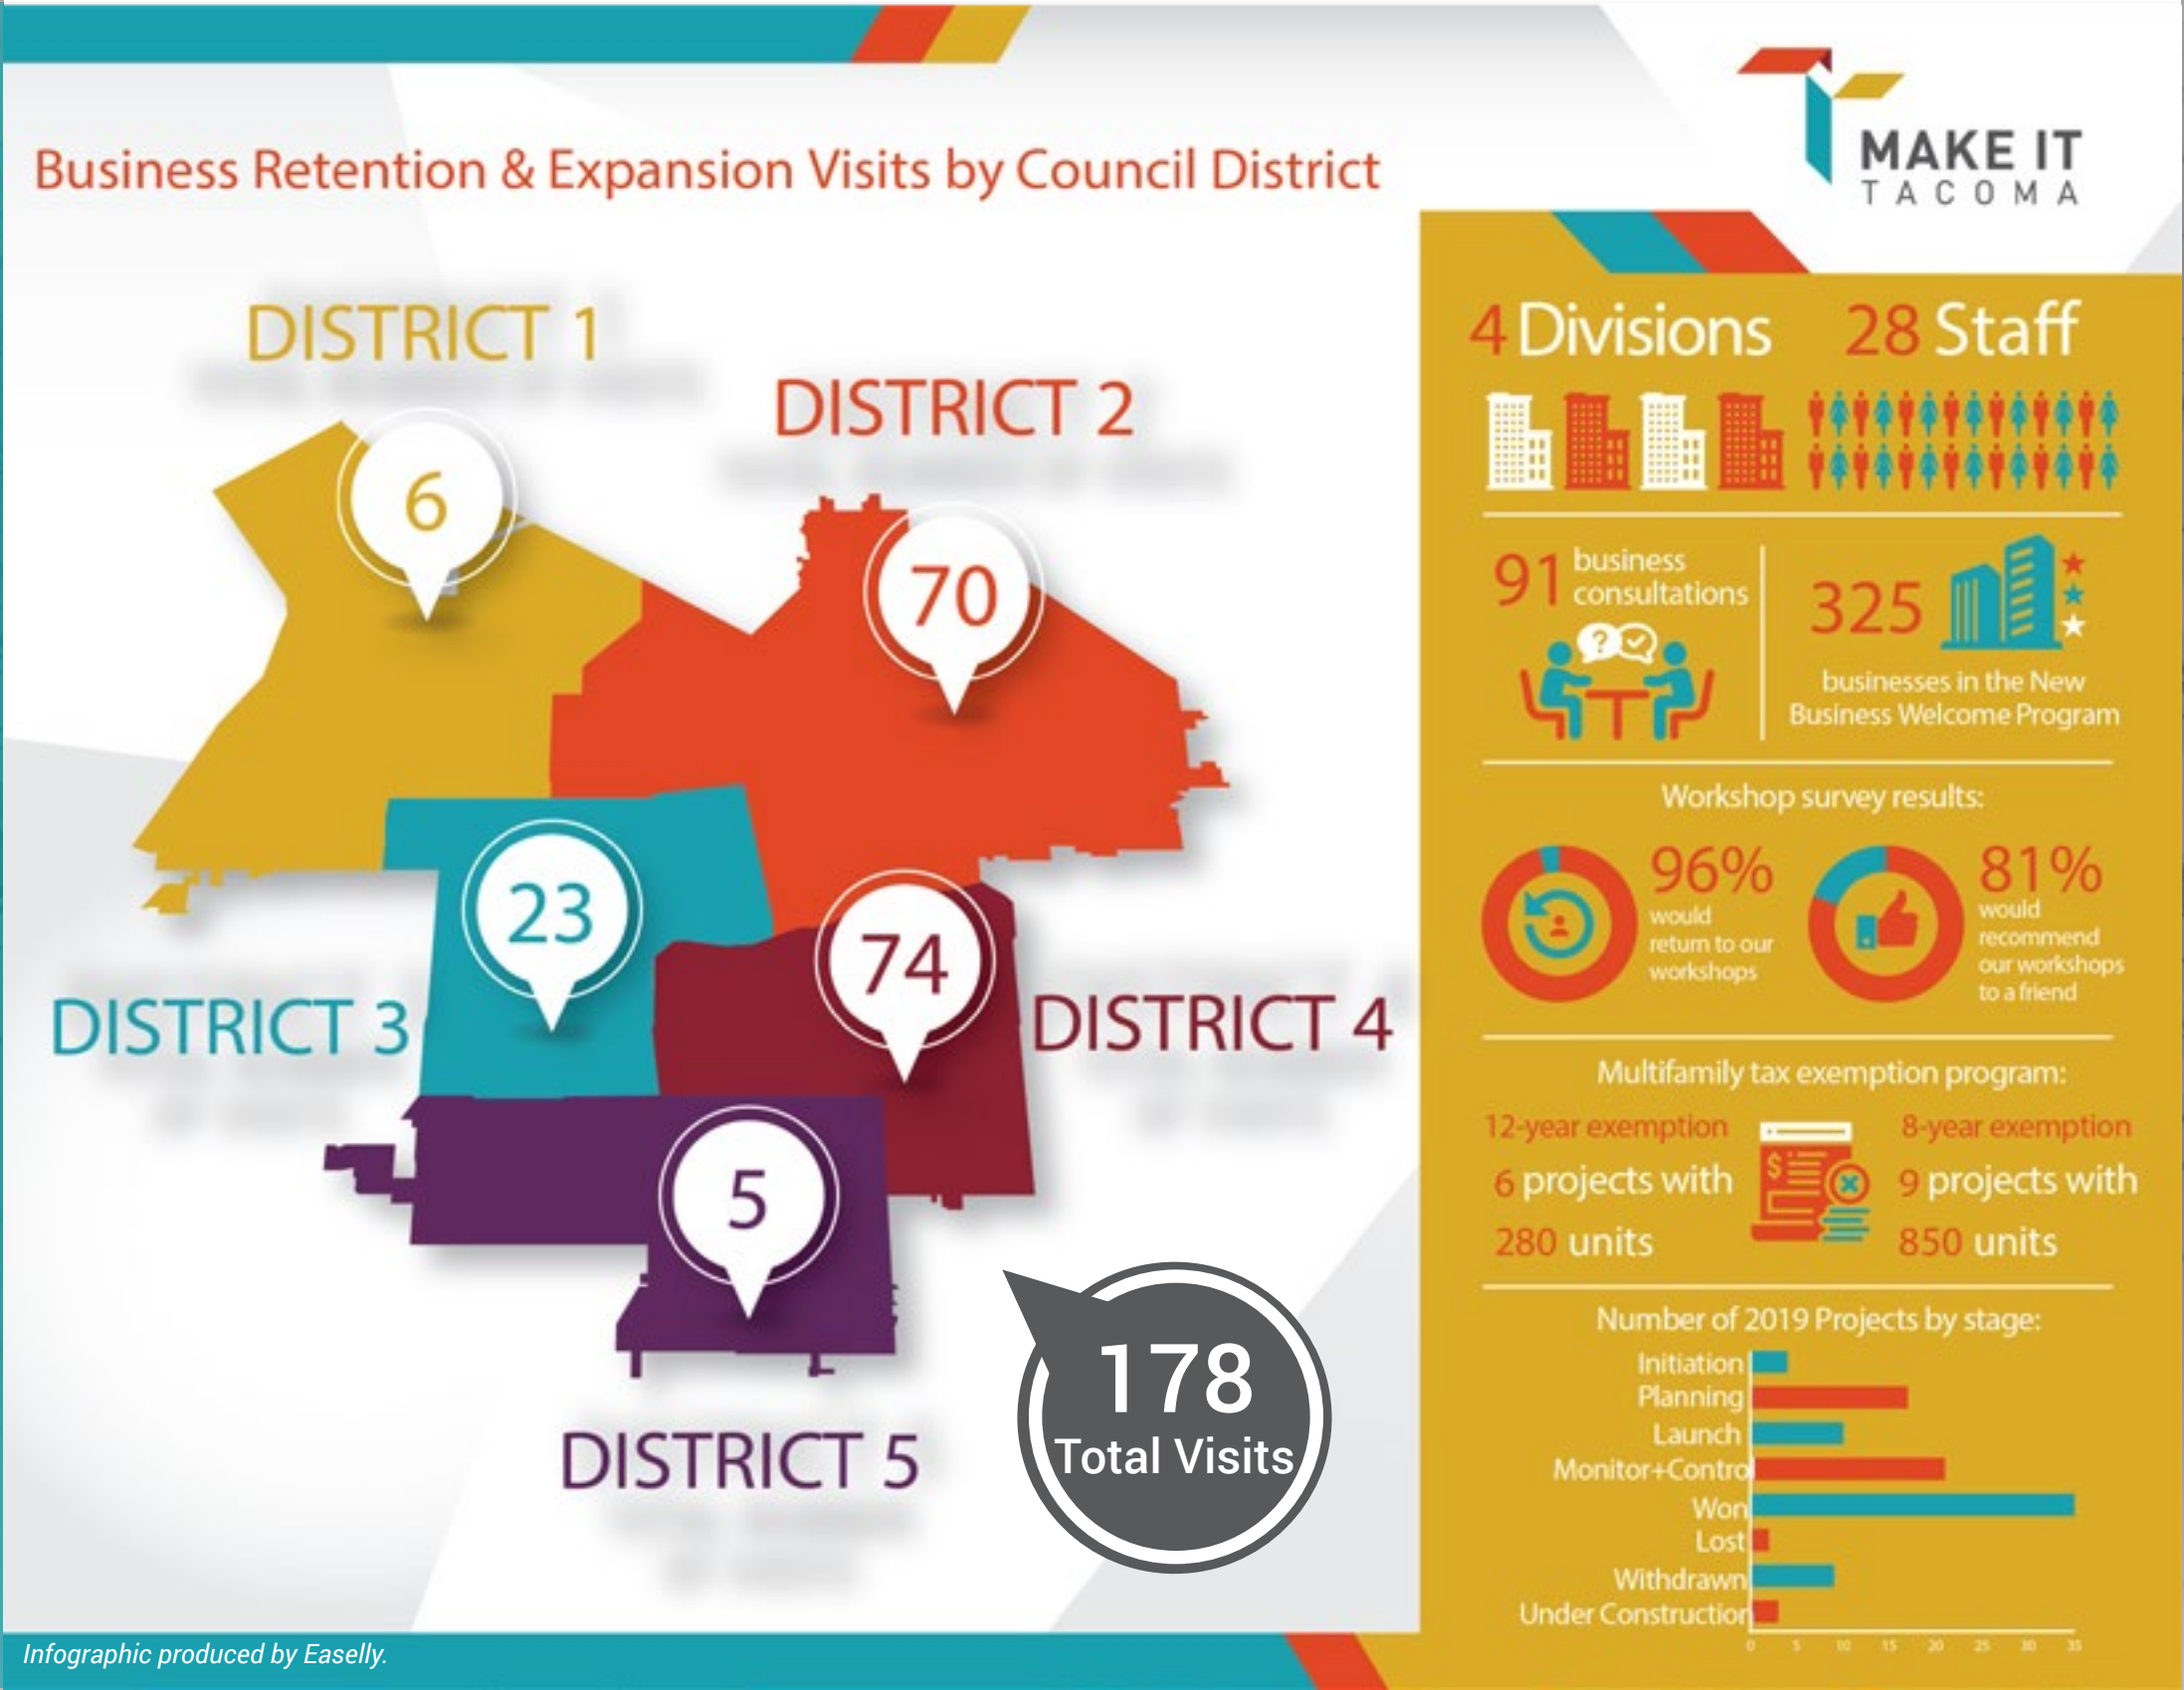 Business Retention & Expansion Visits by Council District
MAKE IT
TACOMA
DISTRICT 1
6
DISTRICT 2
70
23
DISTRICT 3
74
DISTRICT 4
5
DISTRICT 5
178
Total Visits
4 Divisions
28 Staff
91 business
consultations
?
325
businesses in the New
Business Welcome Program
Workshop survey results:
96%
would
return to our
workshops
81%
would
recommend
our workshops
to a friend
Multifamily tax exemption program:
12-year exemption
6 projects with
280 units
$
8-year exemption
9 projects with
850 units
Number of 2019 Projects by stage:
Initiation
Planning
Launch
Monitor+Contro
Won
Lost
Withdrawn
Under Construction
0 5 10 15 20 25 30 35
Infographic produced by Easelly.